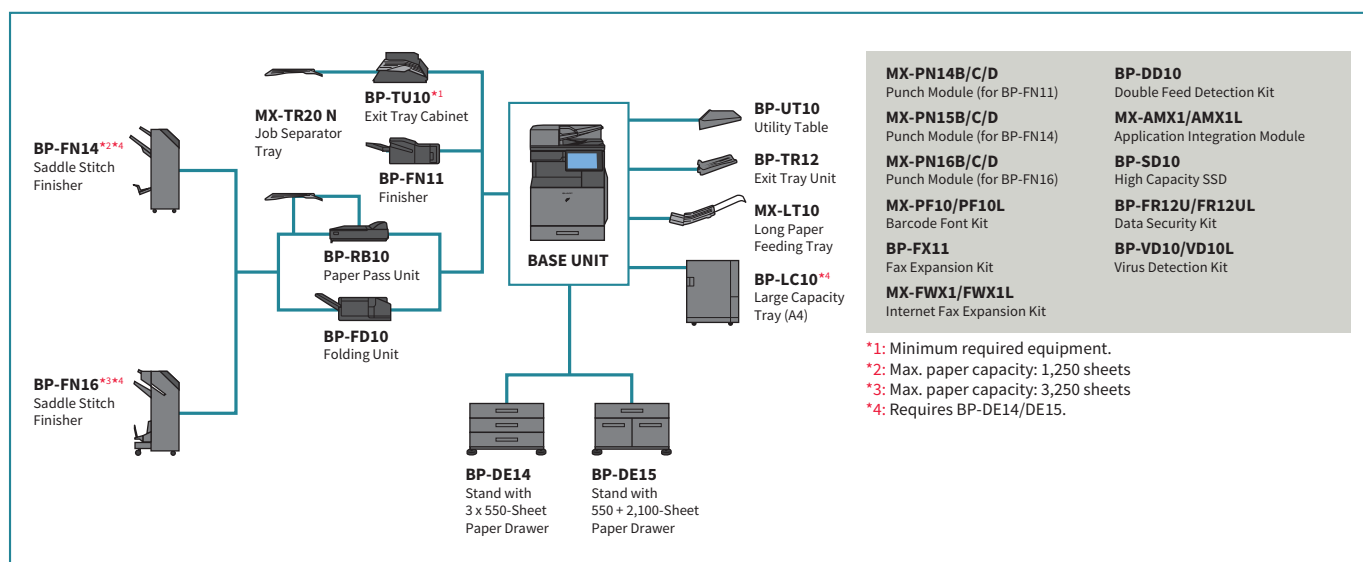 BP-FN14*2*4
Saddle Stitch
Finisher
BP-FN16*3*4
Saddle Stitch
Finisher
MX-TR20 N
Job Separator
Tray
BP-TU10*1
Exit Tray Cabinet
BP-FN11
Finisher
BP-RB10
Paper Pass Unit
BP-FD10
Folding Unit
BASE UNIT
BP-DE14
Stand with
3 x 550-Sheet
Paper Drawer
BP-DE15
Stand with
550 + 2,100-Sheet
Paper Drawer
BP-UT10
Utility Table
BP-TR12
Exit Tray Unit
MX-LT10
Long Paper
Feeding Tray
BP-LC10*4
Large Capacity
Tray (A4)
MX-PN14B/C/D
Punch Module (for BP-FN11)
MX-PN15B/C/D
Punch Module (for BP-FN14)
MX-PN16B/C/D
Punch Module (for BP-FN16)
MX-PF10/PF10L
Barcode Font Kit
BP-FX11
Fax Expansion Kit
MX-FWX1/FWX1L
Internet Fax Expansion Kit
BP-DD10
Double Feed Detection Kit
MX-AMX1/AMX1L
Application Integration Module
BP-SD10
High Capacity SSD
BP-FR12U/FR12UL
Data Security Kit
BP-VD10/VD10L
Virus Detection Kit
*1: Minimum required equipment.
*2: Max. paper capacity: 1,250 sheets
*3: Max. paper capacity: 3,250 sheets
*4: Requires BP-DE14/DE15.